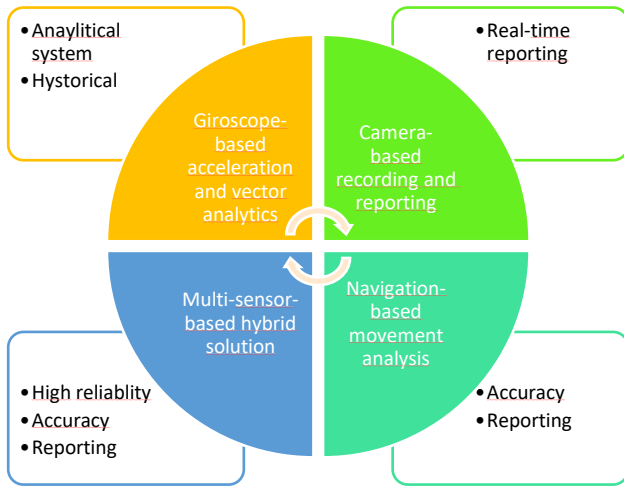 •Anaylitical
system
•Hystorical
•Real-time
reporting
Giroscope-
based
acceleration
and vector
analytics
Camera-
based
recording and
reporting
Multi-sensor-
based hybrid
solution
Navigation-
based
movement
analysis
•High reliablity
•Accuracy
•Reporting
•Accuracy
•Reporting